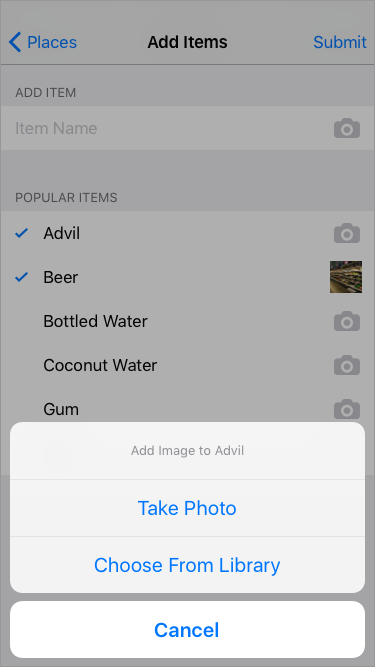 Places Add Items Submit
ADD ITEM
Item Name
POPULAR ITEMS
Advil
Beer
Bottled Water
Coconut Water
Gum
Add Image to Advil
Take Photo
Choose From Library
Cancel